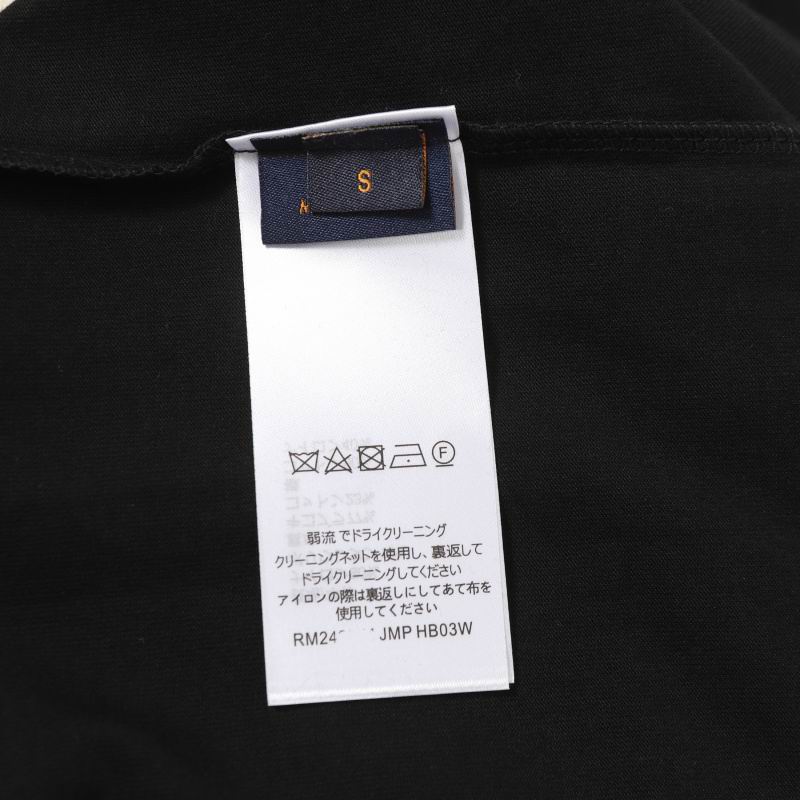 S
F
弱流 でドライクリーニング
クリーニングネットを使用し、裏返して
ドライクリーニングしてください
アイロンの際は裏返しにしてあて布を
使用してください
JMP HB03W